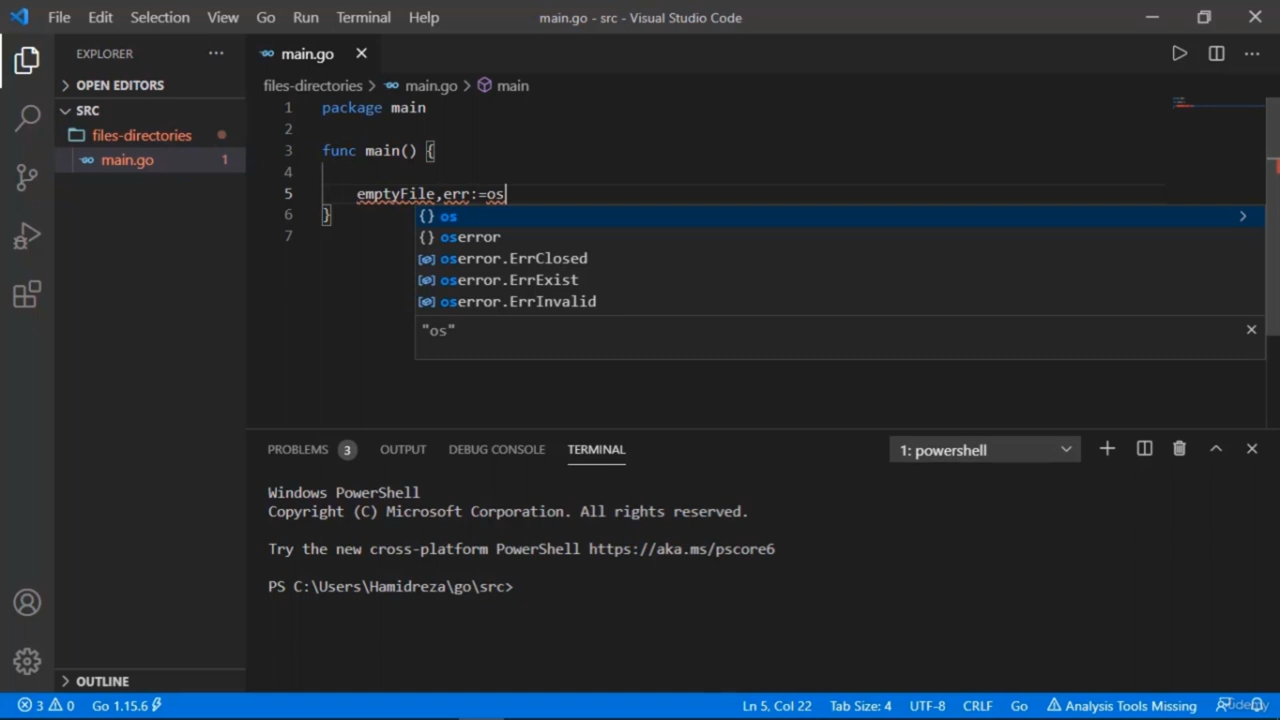 File Edit Selection View Go Run Terminal Help main.go - src - Visual Studio Code
EXPLORER
main.go
OPEN EDITORS
files-directories > main.go > main
SRC
files-directories
main.go 1
1 package main
2
3 func main() {
4
5 emptyFile,err:=os
6 }
7
{} os
{} oserror
oserror.ErrClosed
oserror.ErrExist
oserror.ErrInvalid
"os"
PROBLEMS 3 OUTPUT DEBUG CONSOLE TERMINAL 1: powershell
Windows PowerShell
Copyright (C) Microsoft Corporation. All rights reserved.
Try the new cross-platform PowerShell https://aka.ms/pscore6
PS C:\Users\Hamidreza\go\src>
OUTLINE
3 0 Go 1.15.6 Ln 5, Col 22 Tab Size: 4 UTF-8 CRLF Go Analysis Tools Missing